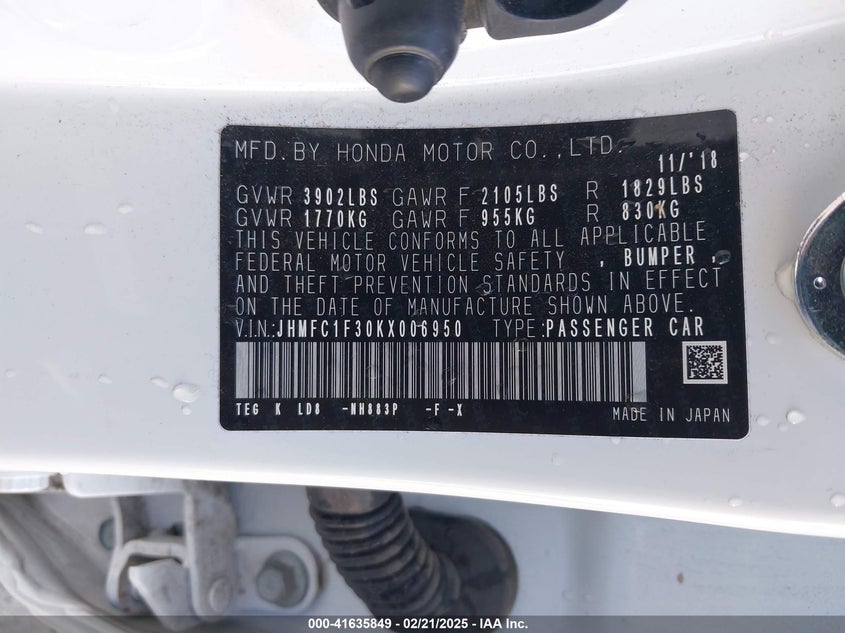 MFD. BY HONDA MOTOR CO., LTD. 11/'18
GVWR 3902LBS GAWR F 2105LBS R 1829LBS
GVWR 1770KG GAWR F 955KG R 830KG
THIS VEHICLE CONFORMS TO ALL APPLICABLE
FEDERAL MOTOR VEHICLE SAFETY , BUMPER ,
AND THEFT PREVENTION STANDARDS IN EFFECT
ON THE DATE OF MANUFACTURE SHOWN ABOVE.
V.I.N.:JHMFC1F30KX006950 TYPE:PASSENGER CAR
TEG K LD8 -NH883P -F -X
MADE IN JAPAN
000-41635849 - 02/21/2025 - IAA Inc.